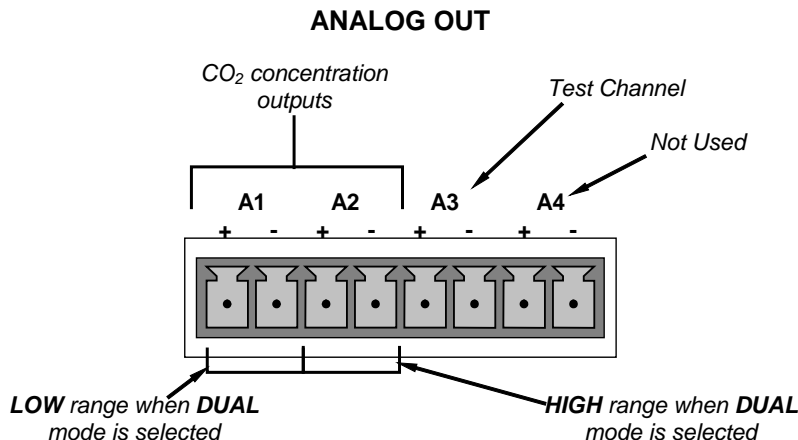 ANALOG OUT
CO₂ concentration
outputs
Test Channel
Not Used
A1 A2 A3 A4
+ - + - + - + -
LOW range when DUAL
mode is selected
HIGH range when DUAL
mode is selected